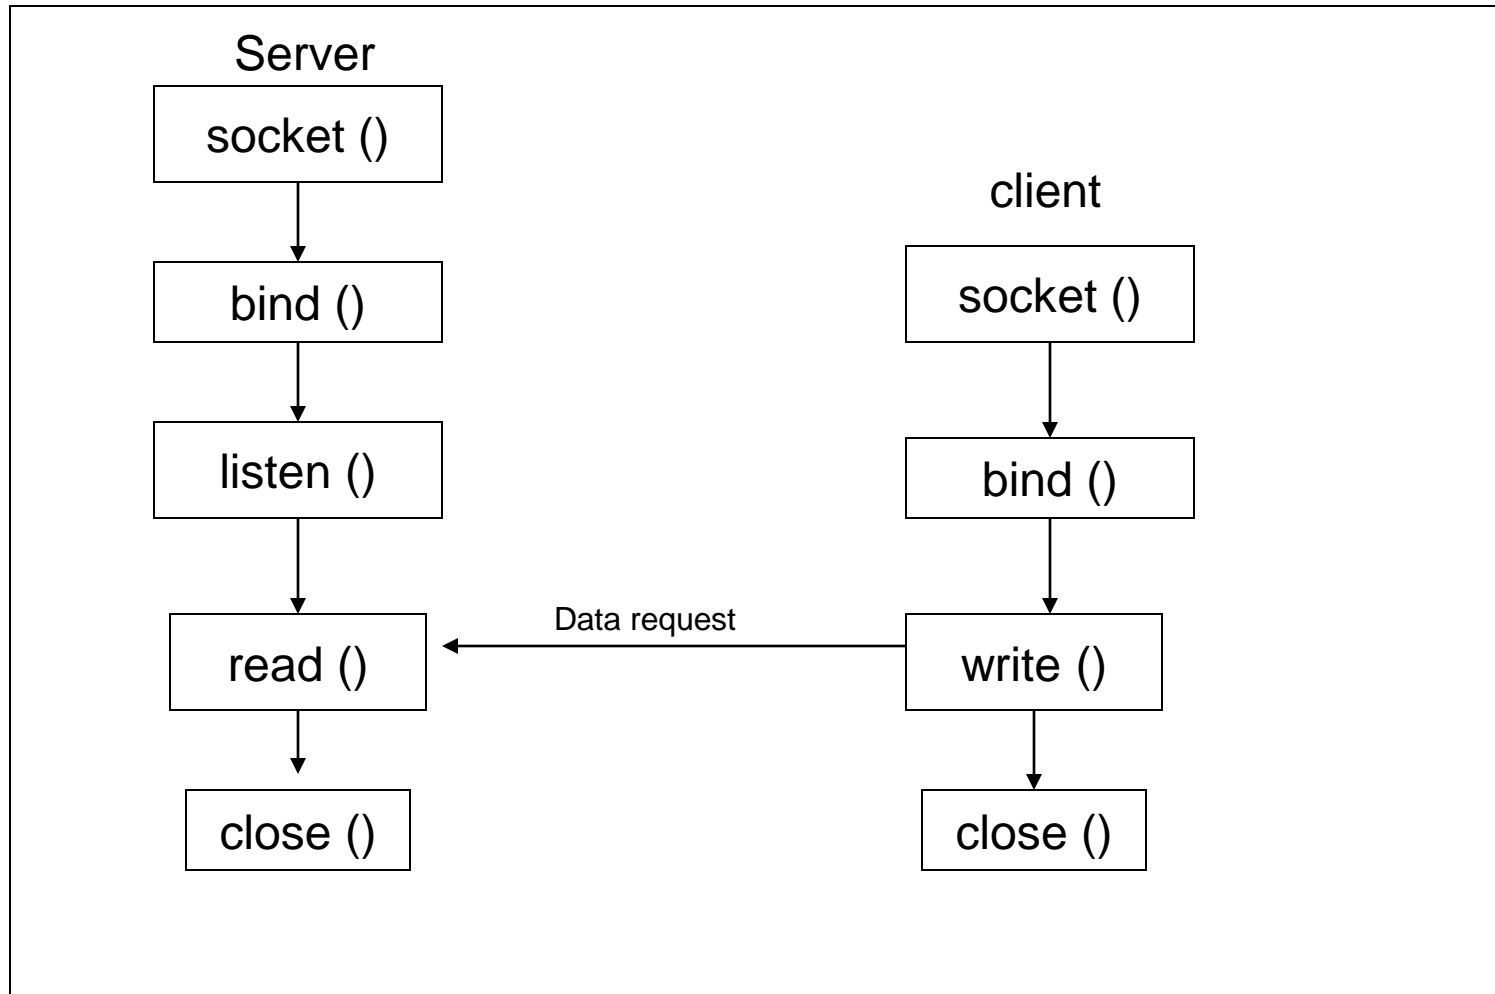 Server
socket ()
bind ()
listen ()
read ()
close ()
Data request
client
socket ()
bind ()
write ()
close ()